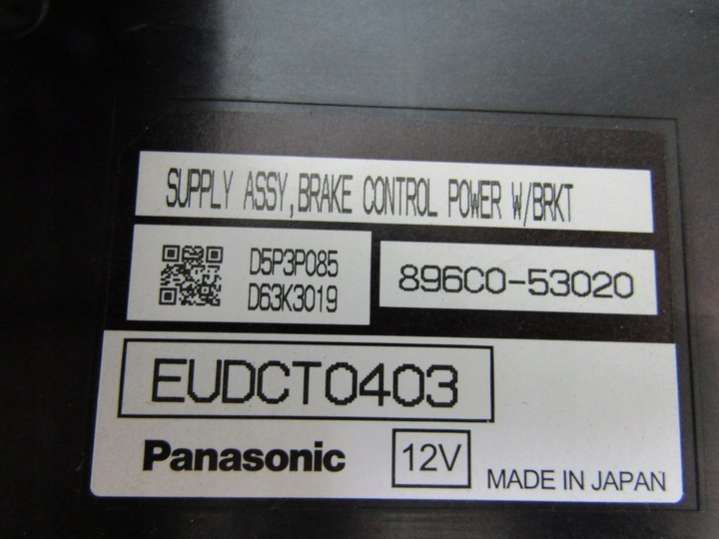 SUPPLY ASSY,BRAKE CONTROL POWER W/BRKT
D5P3P085
D63K3019
896C0-53020
EUDCT0403
Panasonic 12V MADE IN JAPAN